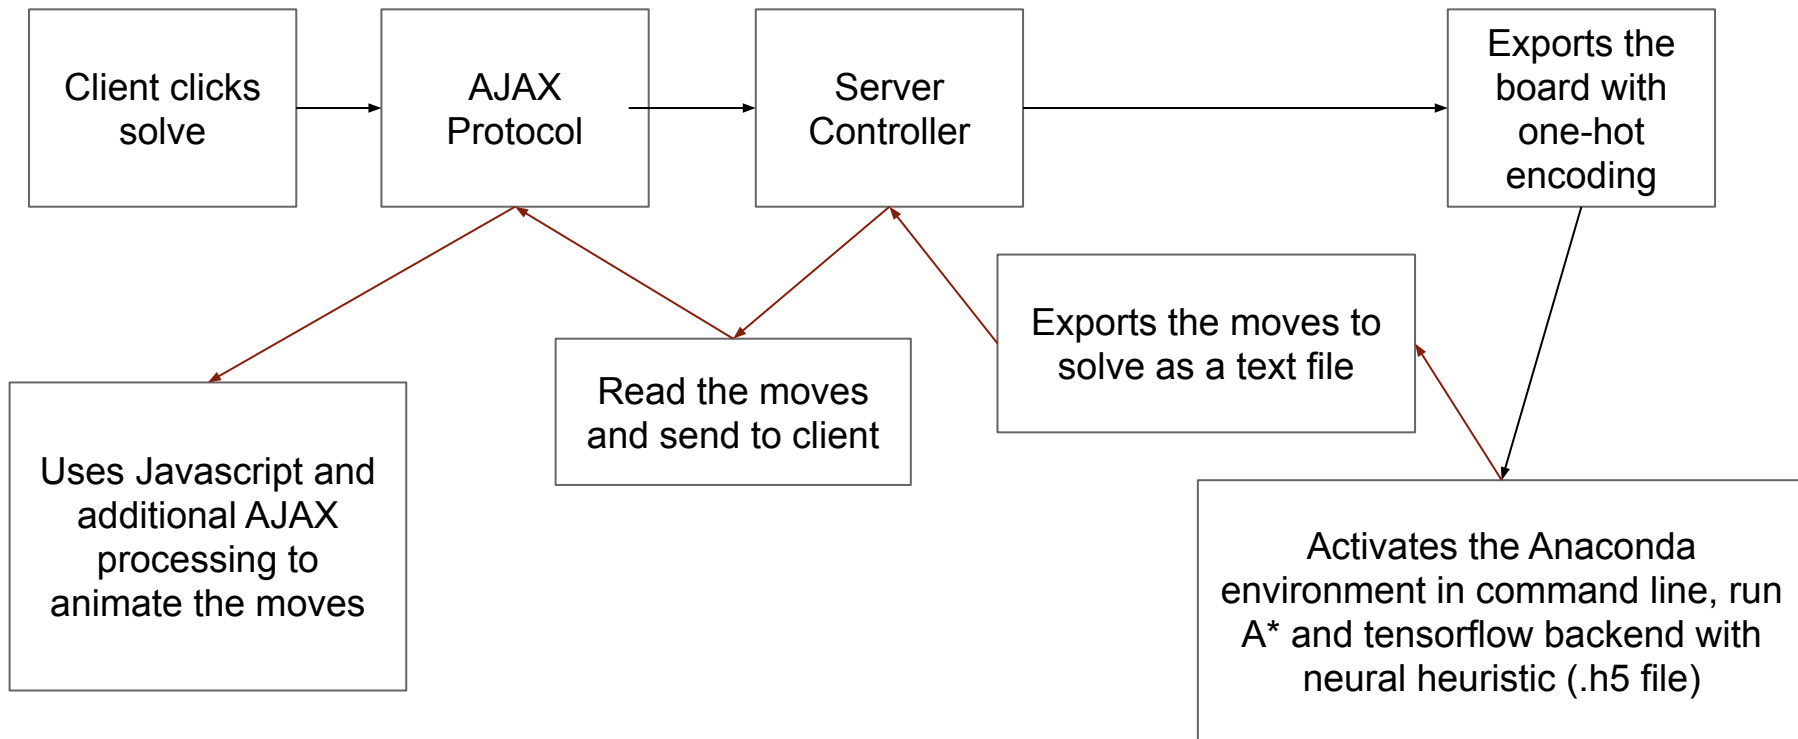 Client clicks
solve
AJAX
Protocol
Server
Controller
Exports the
board with
one-hot
encoding
Exports the moves to
solve as a text file
Read the moves
and send to client
Uses Javascript and
additional AJAX
processing to
animate the moves
Activates the Anaconda
environment in command line, run
A* and tensorflow backend with
neural heuristic (.h5 file)